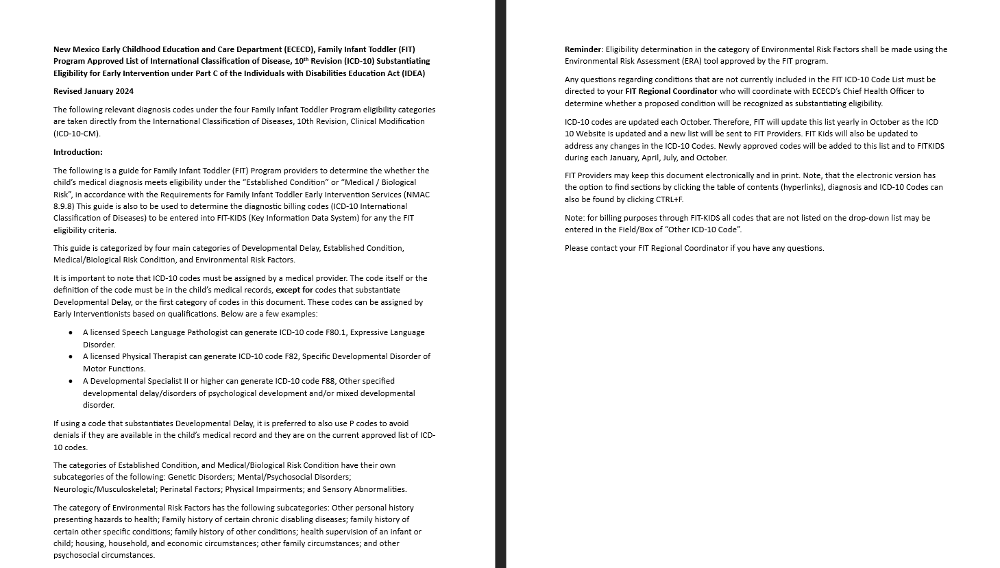 New Mexico Early Childhood Education and Care Department (ECECD), Family Infant Toddler (FIT)
Program Approved List of International Classification of Disease, 10th Revision (ICD-10) Substantiating
Eligibility for Early Intervention under Part C of the Individuals with Disabilities Education Act (IDEA)
Revised January 2024
The following relevant diagnosis codes under the four Family Infant Toddler Program eligibility categories
are taken directly from the International Classification of Diseases, 10th Revision, Clinical Modification
(ICD-10-CM).
Introduction:
The following is a guide for Family Infant Toddler (FIT) Program providers to determine the whether the
child’s medical diagnosis meets eligibility under the “Established Condition” or “Medical / Biological
Risk”, in accordance with the Requirements for Family Infant Toddler Early Intervention Services (NMAC
8.9.8) This guide is also to be used to determine the diagnostic billing codes (ICD-10 International
Classification of Diseases) to be entered into FIT-KIDS (Key Information Data System) for any the FIT
eligibility criteria.
This guide is categorized by four main categories of Developmental Delay, Established Condition,
Medical/Biological Risk Condition, and Environmental Risk Factors.
It is important to note that ICD-10 codes must be assigned by a medical provider. The code itself or the
definition of the code must be in the child’s medical records, except for codes that substantiate
Developmental Delay, or the first category of codes in this document. These codes can be assigned by
Early Interventionists based on qualifications. Below are a few examples:
• A licensed Speech Language Pathologist can generate ICD-10 code F80.1, Expressive Language
Disorder.
• A licensed Physical Therapist can generate ICD-10 code F82, Specific Developmental Disorder of
Motor Functions.
• A Developmental Specialist II or higher can generate ICD-10 code F88, Other specified
developmental delay/disorders of psychological development and/or mixed developmental
disorder.
If using a code that substantiates Developmental Delay, it is preferred to also use P codes to avoid
denials if they are available in the child’s medical record and they are on the current approved list of ICD-
10 codes.
The categories of Established Condition, and Medical/Biological Risk Condition have their own
subcategories of the following: Genetic Disorders; Mental/Psychosocial Disorders;
Neurologic/Musculoskeletal; Perinatal Factors; Physical Impairments; and Sensory Abnormalities.
The category of Environmental Risk Factors has the following subcategories: Other personal history
presenting hazards to health; Family history of certain chronic disabling diseases; family history of
certain other specific conditions; family history of other conditions; health supervision of an infant or
child; housing, household, and economic circumstances; other family circumstances; and other
psychosocial circumstances.
Reminder: Eligibility determination in the category of Environmental Risk Factors shall be made using the
Environmental Risk Assessment (ERA) tool approved by the FIT program.
Any questions regarding conditions that are not currently included in the FIT ICD-10 Code List must be
directed to your FIT Regional Coordinator who will coordinate with ECECD’s Chief Health Officer to
determine whether a proposed condition will be recognized as substantiating eligibility.
ICD-10 codes are updated each October. Therefore, FIT will update this list yearly in October as the ICD
10 Website is updated and a new list will be sent to FIT Providers. FIT Kids will also be updated to
address any changes in the ICD-10 Codes. Newly approved codes will be added to this list and to FITKIDS
during each January, April, July, and October.
FIT Providers may keep this document electronically and in print. Note, that the electronic version has
the option to find sections by clicking the table of contents (hyperlinks), diagnosis and ICD-10 Codes can
also be found by clicking CTRL+F.
Note: for billing purposes through FIT-KIDS all codes that are not listed on the drop-down list may be
entered in the Field/Box of “Other ICD-10 Code”.
Please contact your FIT Regional Coordinator if you have any questions.